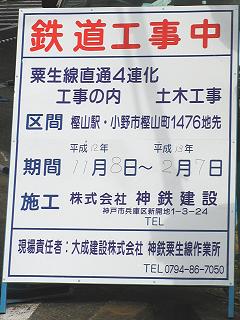 鉄道工事中
粟生線直通4連化
工事の内 土木工事
区間 樫山駅・小野市樫山町1476地先
平成12年 平成13年
期間 11月8日〜2月7日
施工 株式会社 神鉄建設
神戸市兵庫区新開地1-3-24
TEL
現場責任者：大成建設株式会社 神鉄粟生線作業所
TEL 0794-86-7050